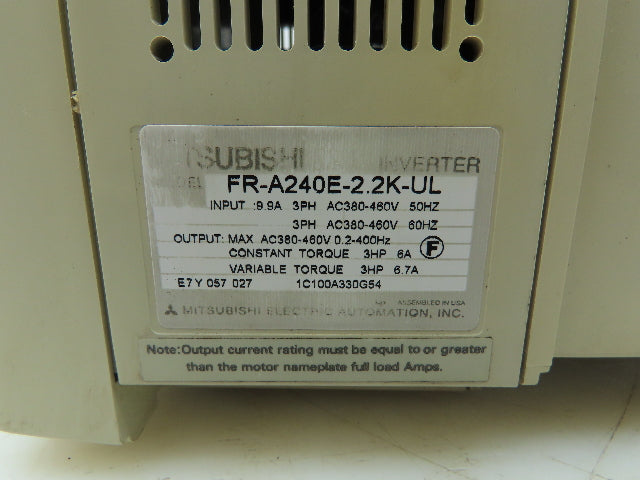 TSUBISHI INVERTER
DEL FR-A240E-2.2K-UL
INPUT :9.9A 3PH AC380-460V 50HZ
3PH AC380-460V 60HZ
OUTPUT: MAX AC380-460V 0.2-400Hz
CONSTANT TORQUE 3HP 6A F
VARIABLE TORQUE 3HP 6.7A
E7Y 057 027 1C100A330G54
ASSEMBLED IN USA
MITSUBISHI ELECTRIC AUTOMATION, INC.
Note:Output current rating must be equal to or greater
than the motor nameplate full load Amps.